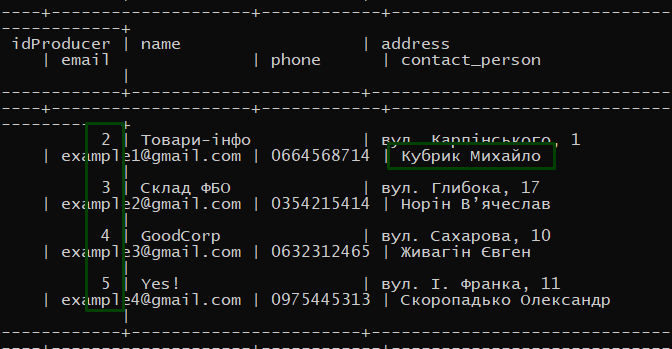 ----+------------------------+------------+---------------------------
------------+
 idProducer | name                       | address
    | email                  | phone      | contact_person
            |
------------+----------------------------+---------------------------
----+------------------------+------------+---------------------------
------------+
          2 | Товари-інфо                | вул. Карпінського, 1
    | example1@gmail.com | 0664568714 | Кубрик Михайло
            |
          3 | Склад ФБО                  | вул. Глибока, 17
    | example2@gmail.com | 0354215414 | Норін В’ячеслав
            |
          4 | GoodCorp                   | вул. Сахарова, 10
    | example3@gmail.com | 0632312465 | Живагін Євген
            |
          5 | Yes!                       | вул. І. Франка, 11
    | example4@gmail.com | 0975445313 | Скоропадько Олександр
            |
------------+----------------------------+---------------------------
----+------------------------+------------+---------------------------